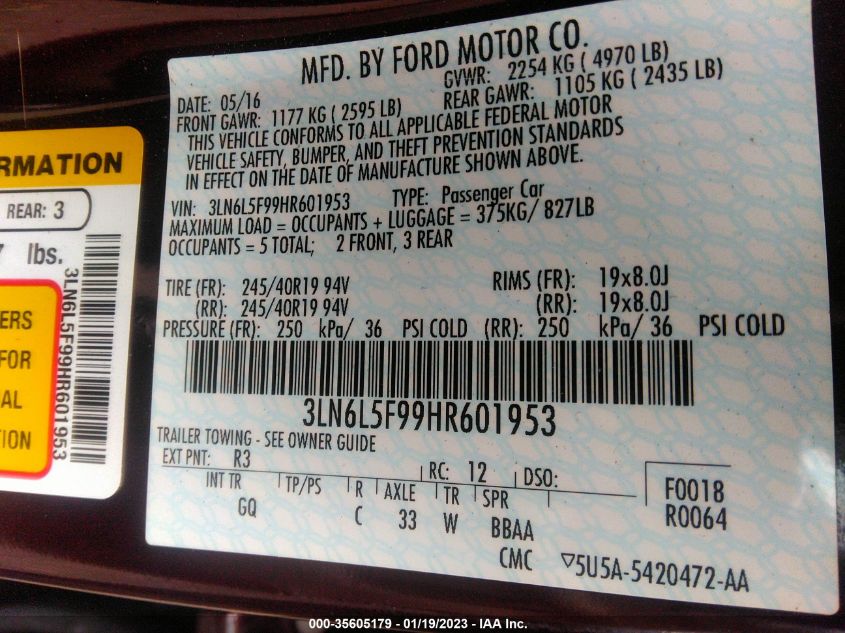 MFD. BY FORD MOTOR CO.
DATE: 05/16 GVWR: 2254 KG ( 4970 LB)
FRONT GAWR: 1177 KG ( 2595 LB) REAR GAWR: 1105 KG ( 2435 LB)
THIS VEHICLE CONFORMS TO ALL APPLICABLE FEDERAL MOTOR
VEHICLE SAFETY, BUMPER, AND THEFT PREVENTION STANDARDS
IN EFFECT ON THE DATE OF MANUFACTURE SHOWN ABOVE.
VIN: 3LN6L5F99HR601953 TYPE: Passenger Car
MAXIMUM LOAD = OCCUPANTS + LUGGAGE = 375KG/ 827LB
OCCUPANTS = 5 TOTAL; 2 FRONT, 3 REAR
TIRE (FR): 245/40R19 94V RIMS (FR): 19x8.0J
(RR): 245/40R19 94V (RR): 19x8.0J
PRESSURE (FR): 250 kPa/ 36 PSI COLD (RR): 250 kPa/ 36 PSI COLD
3LN6L5F99HR601953
TRAILER TOWING - SEE OWNER GUIDE
EXT PNT: R3 RC: 12 DSO:
INT TR TP/PS R AXLE TR SPR F0018
GQ C 33 W BBAA R0064
CMC ▽5U5A-5420472-AA
RMATION
REAR: 3
7 lbs.
3LN6L5F99HR601953
ERS
FOR
AL
TION
000-35605179 - 01/19/2023 - IAA Inc.